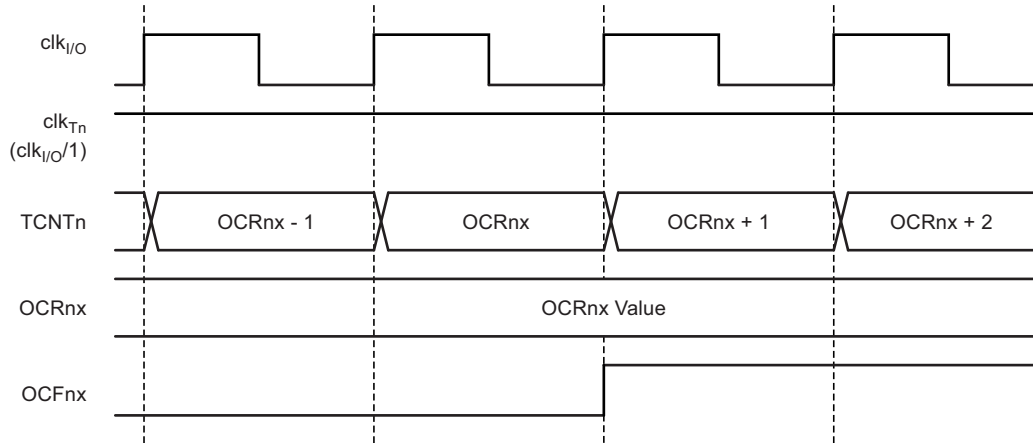 clkI/O
clkTn
(clkI/O/1)
TCNTn OCRnx - 1 OCRnx OCRnx + 1 OCRnx + 2
OCRnx OCRnx Value
OCFnx